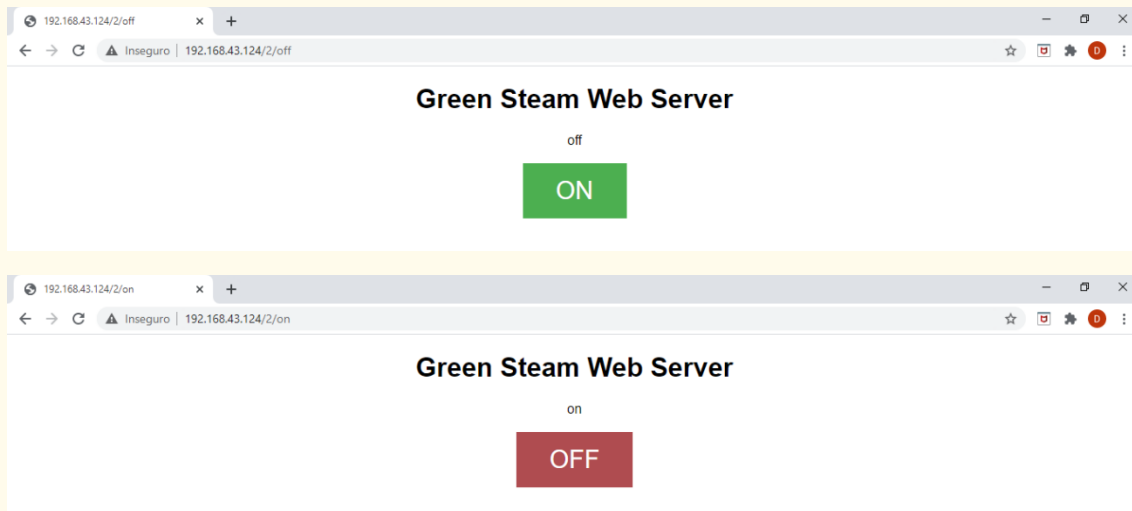 192.168.43.124/2/off
Inseguro | 192.168.43.124/2/off
D
Green Steam Web Server
off
ON
192.168.43.124/2/on
Inseguro | 192.168.43.124/2/on
D
Green Steam Web Server
on
OFF